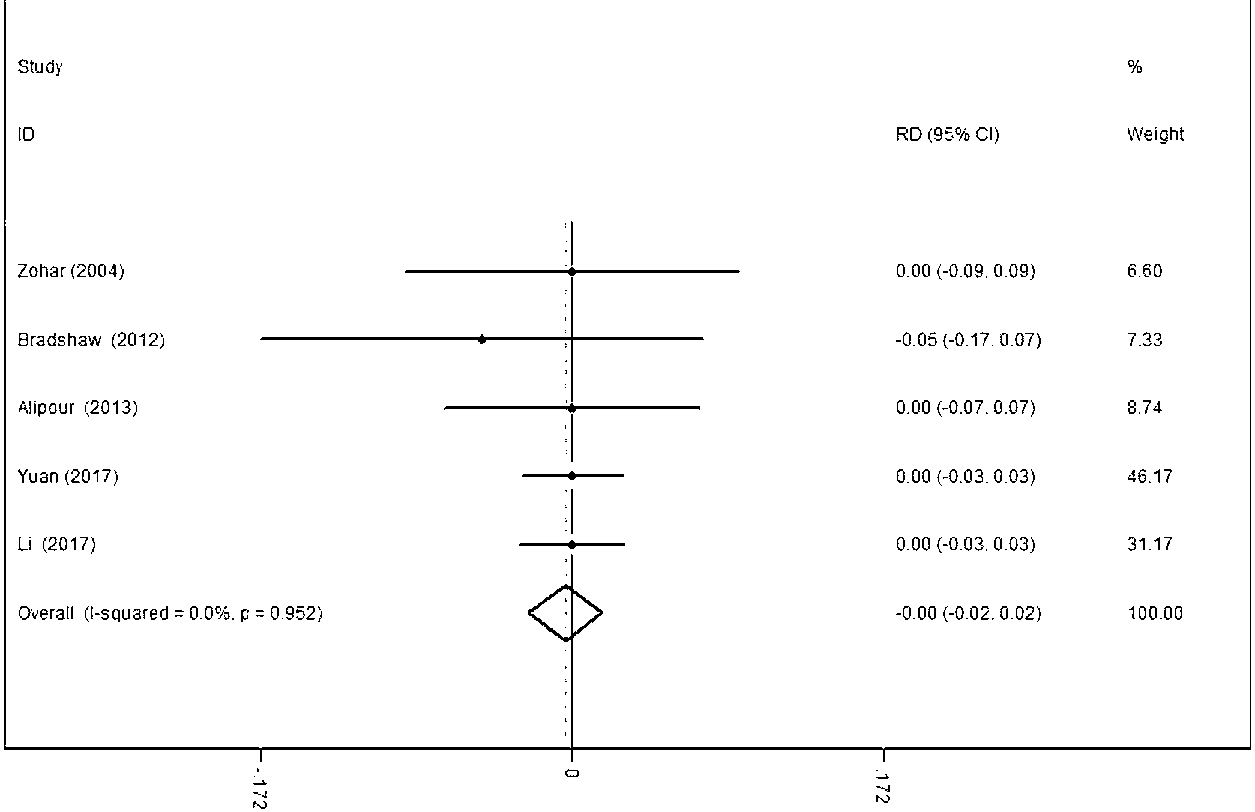 Study %
ID RD (95% CI) Weight
Zohar (2004) 0.00 (-0.09, 0.09) 6.60
Bradshaw (2012) -0.05 (-0.17, 0.07) 7.33
Alipour (2013) 0.00 (-0.07, 0.07) 8.74
Yuan (2017) 0.00 (-0.03, 0.03) 46.17
Li (2017) 0.00 (-0.03, 0.03) 31.17
Overall (I-squared = 0.0%, p = 0.952) -0.00 (-0.02, 0.02) 100.00
-.172 0 .172